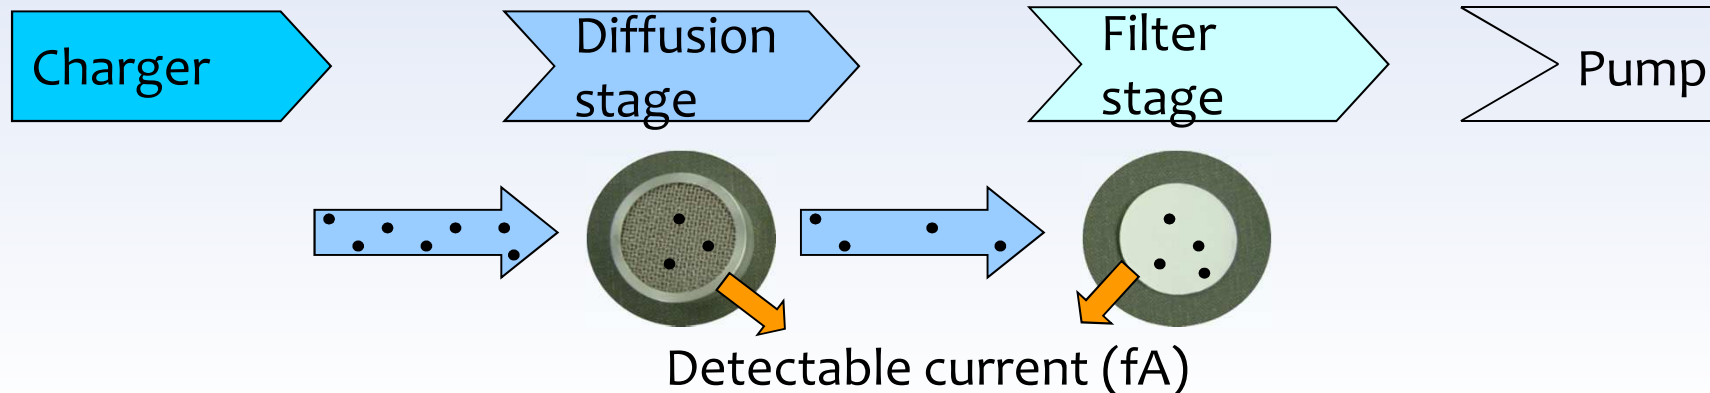 Charger
Diffusion
stage
Filter
stage
Pump
Detectable current (fA)